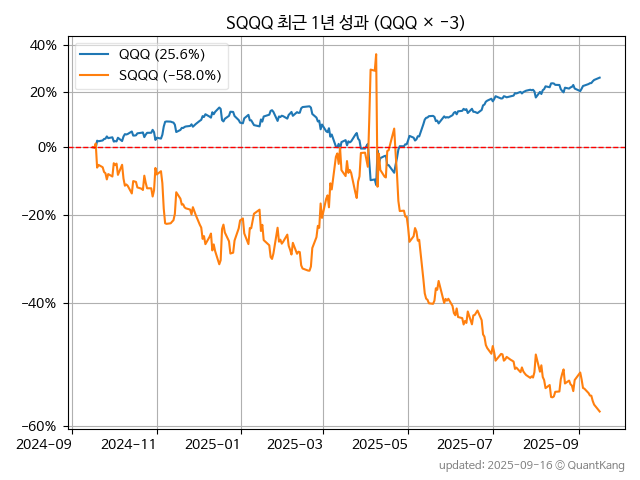 SQQQ 최근 1년 성과 (QQQ × −3)
QQQ (25.6%)
SQQQ (−58.0%)
40%
20%
0%
−20%
−40%
−60%
2024-09 2024-11 2025-01 2025-03 2025-05 2025-07 2025-09
updated: 2025-09-16 © QuantKang